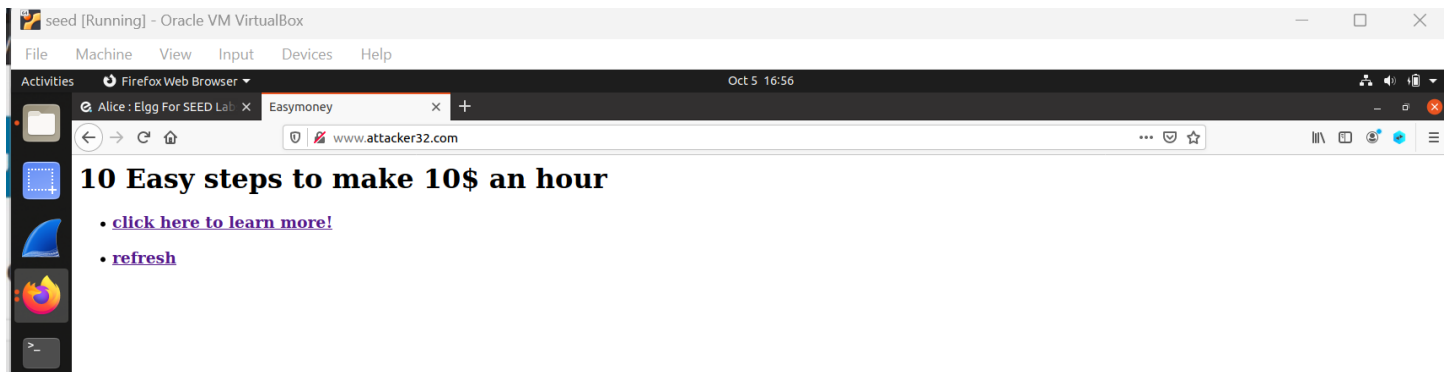 seed [Running] - Oracle VM VirtualBox
File Machine View Input Devices Help
Activities Firefox Web Browser Oct 5 16:56
Alice : Elgg For SEED Lab Easymoney
www.attacker32.com
10 Easy steps to make 10$ an hour
• click here to learn more!
• refresh